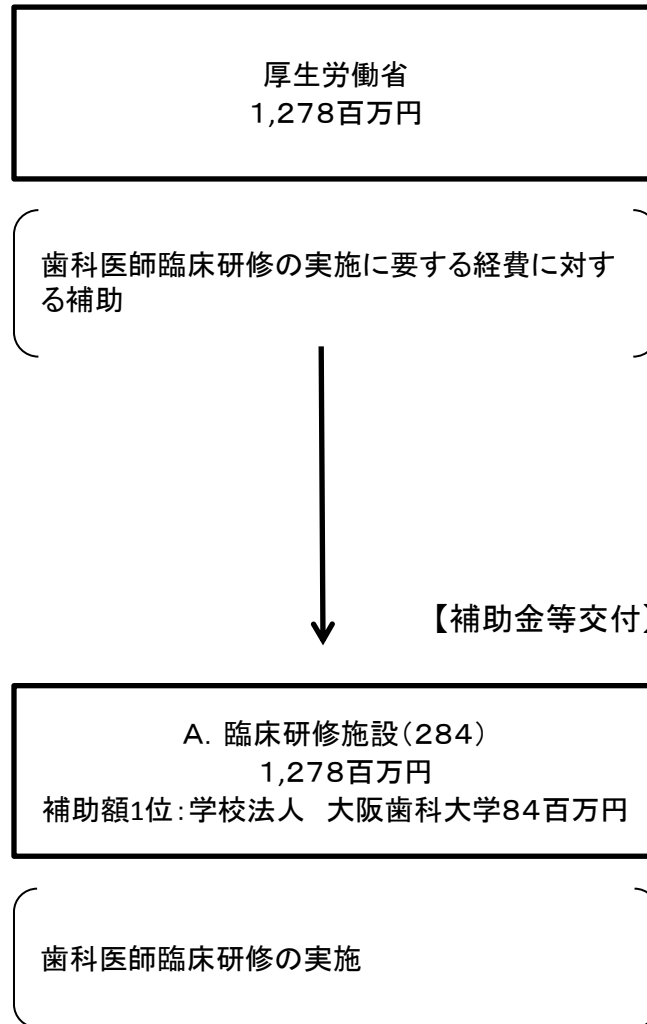 厚生労働省
1,278百万円
歯科医師臨床研修の実施に要する経費に対す
る補助
【補助金等交付】
A. 臨床研修施設(284)
1,278百万円
補助額1位:学校法人　大阪歯科大学84百万円
歯科医師臨床研修の実施